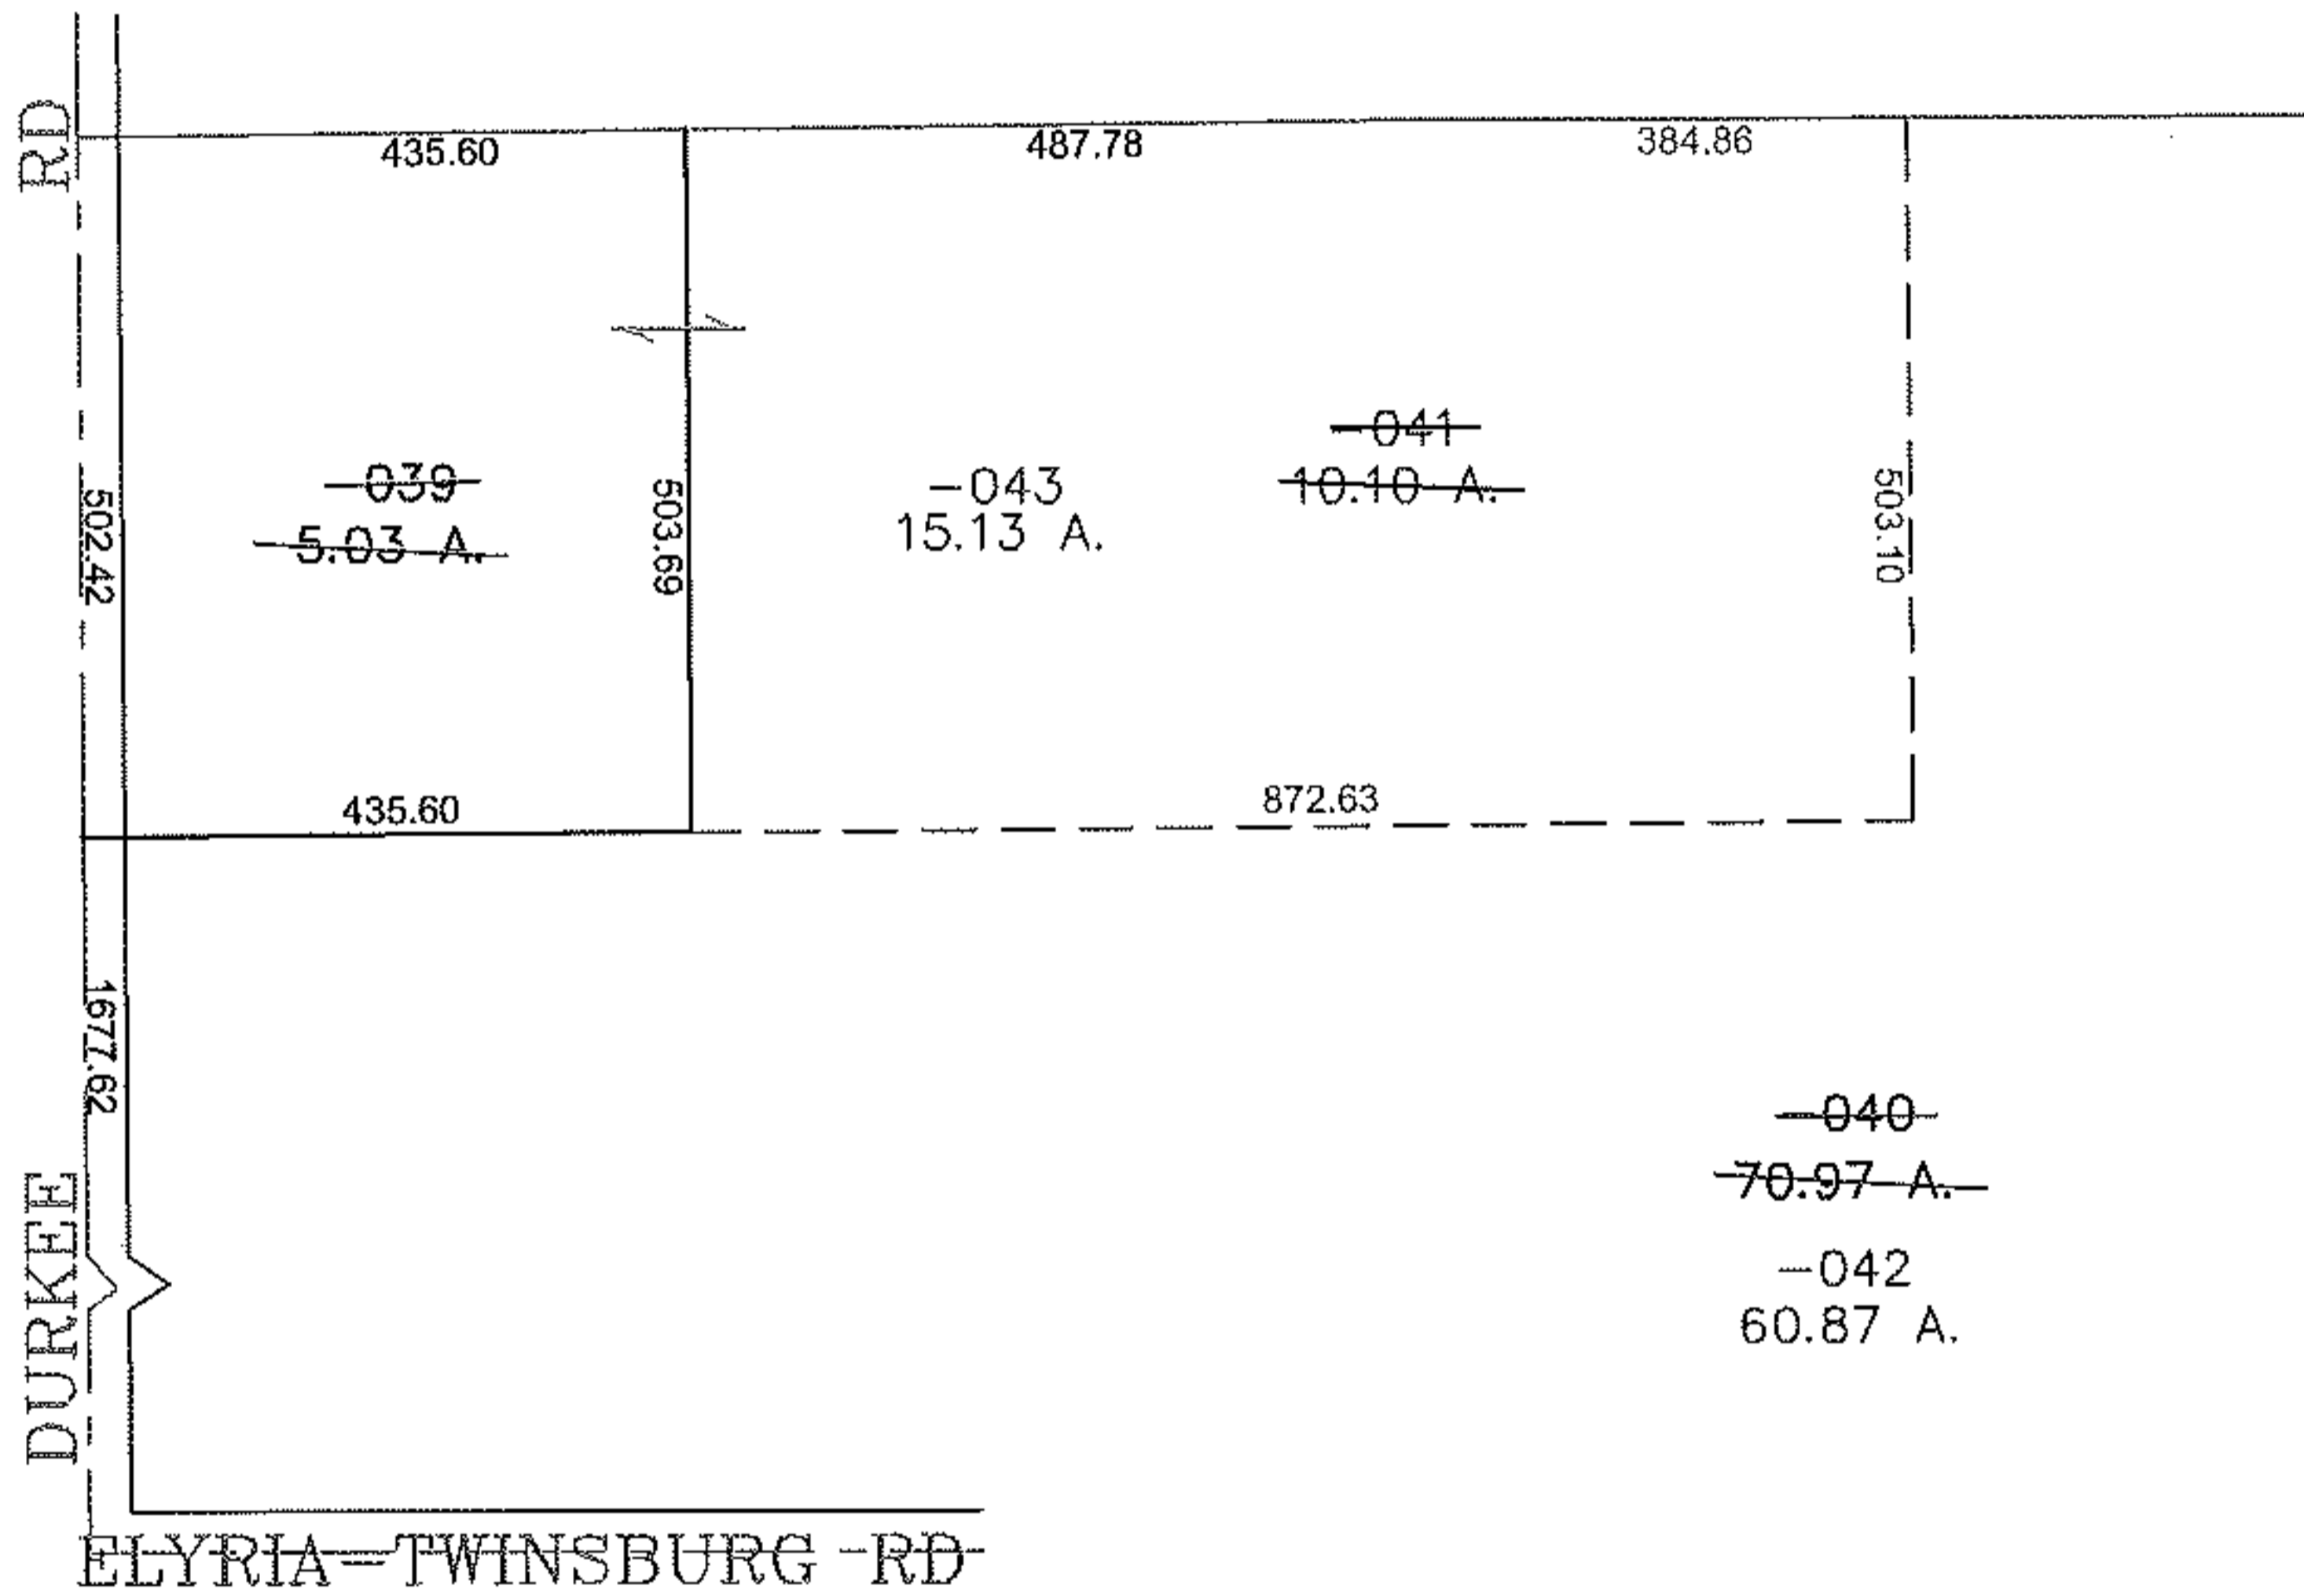 RD
435.60
487.78
384.86
-041
10.10 A.
-039
5.03 A.
-043
15.13 A.
502.42
503.69
503.10
435.60
872.63
1677.62
-040
70.97 A.
-042
60.87 A.
DURKEE
ELYRIA-TWINSBURG RD